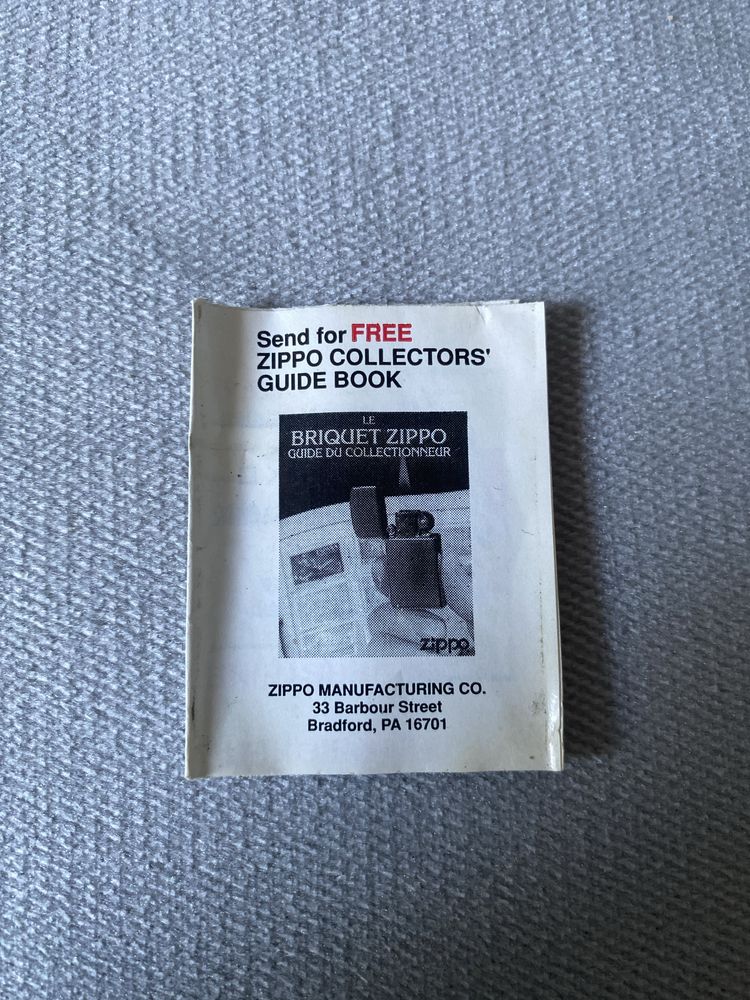 Send for FREE
ZIPPO COLLECTORS'
GUIDE BOOK
LE
BRIQUET ZIPPO
GUIDE DU COLLECTIONNEUR
zippo
ZIPPO MANUFACTURING CO.
33 Barbour Street
Bradford, PA 16701